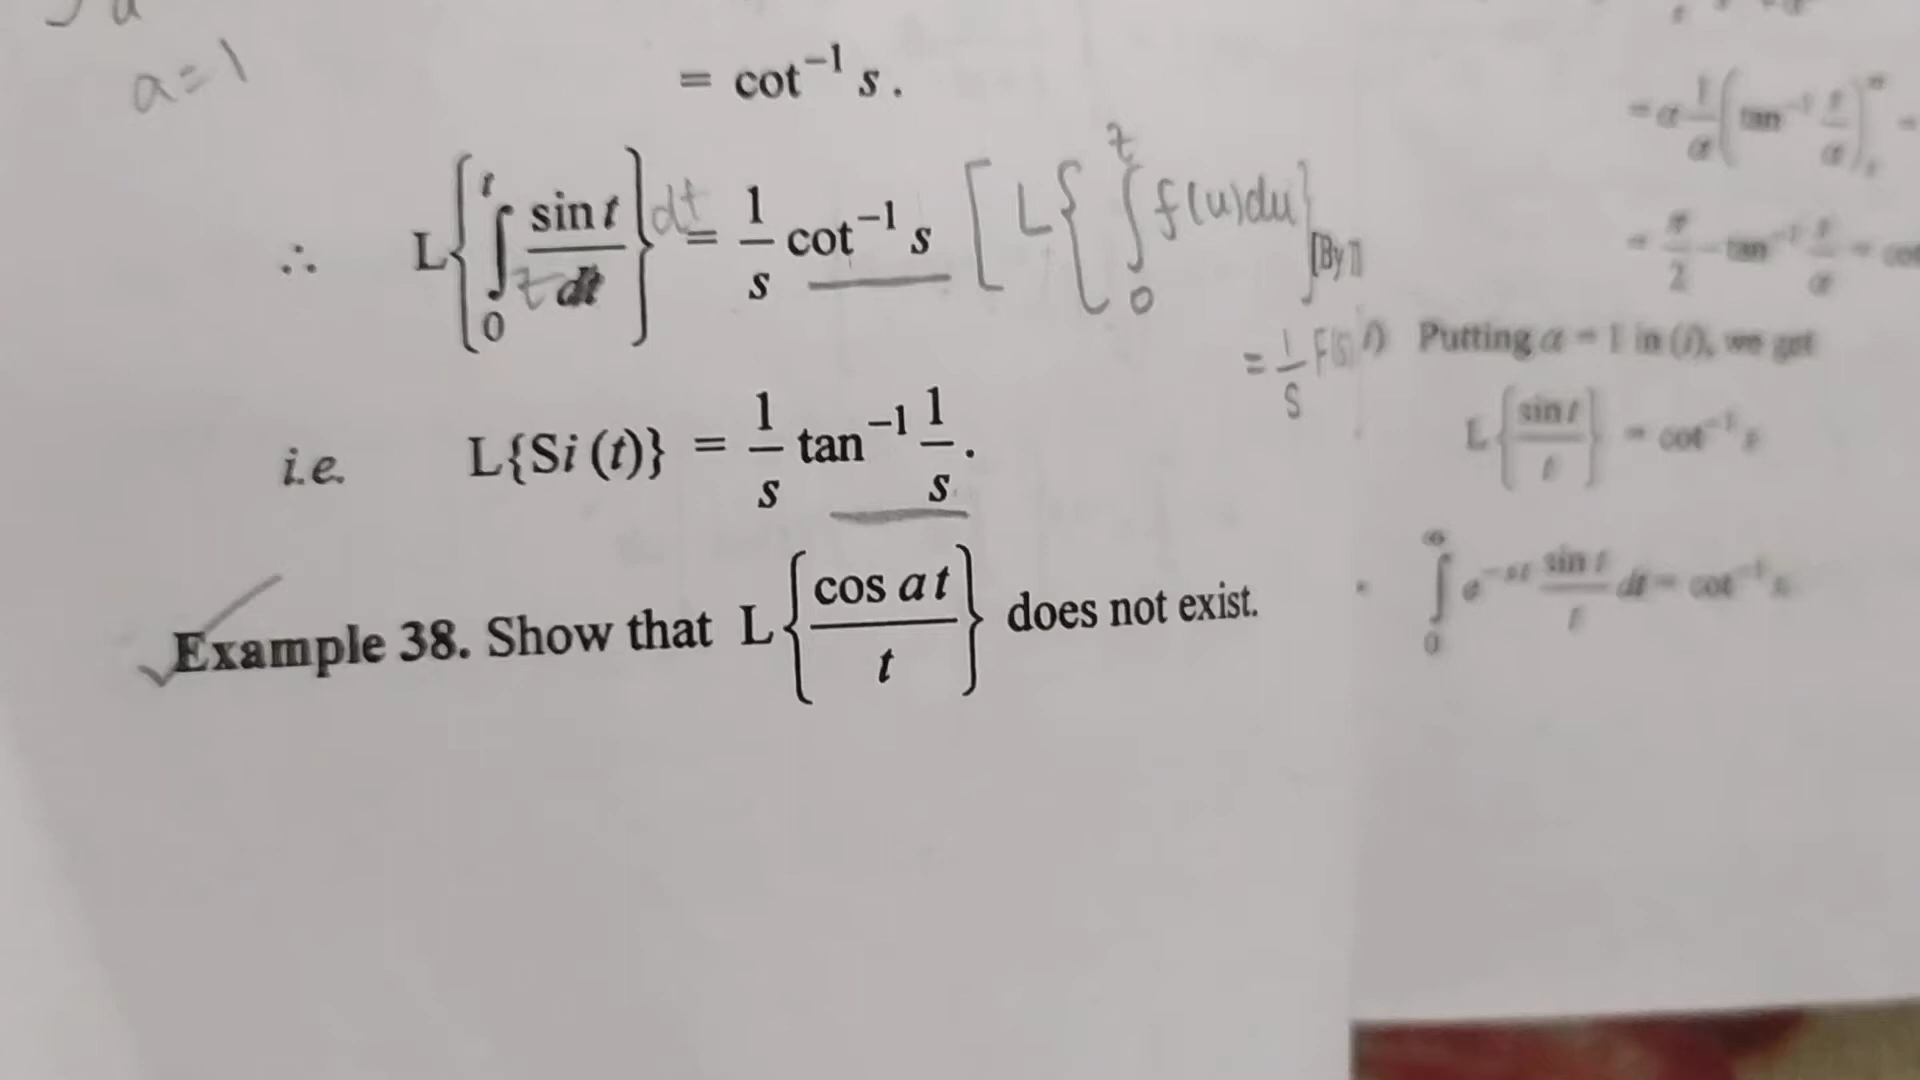 a = 1
= cot⁻¹ s.
∴ L{∫₀ᵗ sin t / t dt} dt = 1/s cot⁻¹ s [L{∫₀ᵗ f(u)du}
[By
= 1/s F(s)
i.e. L{Si (t)} = 1/s tan⁻¹ 1/s.
Example 38. Show that L{cos at / t} does not exist.
Putting α = 1 in (i), we get
L{sin t / t} = cot⁻¹ s
∫₀^∞ e⁻ˢᵗ sin t / t dt = cot⁻¹ s